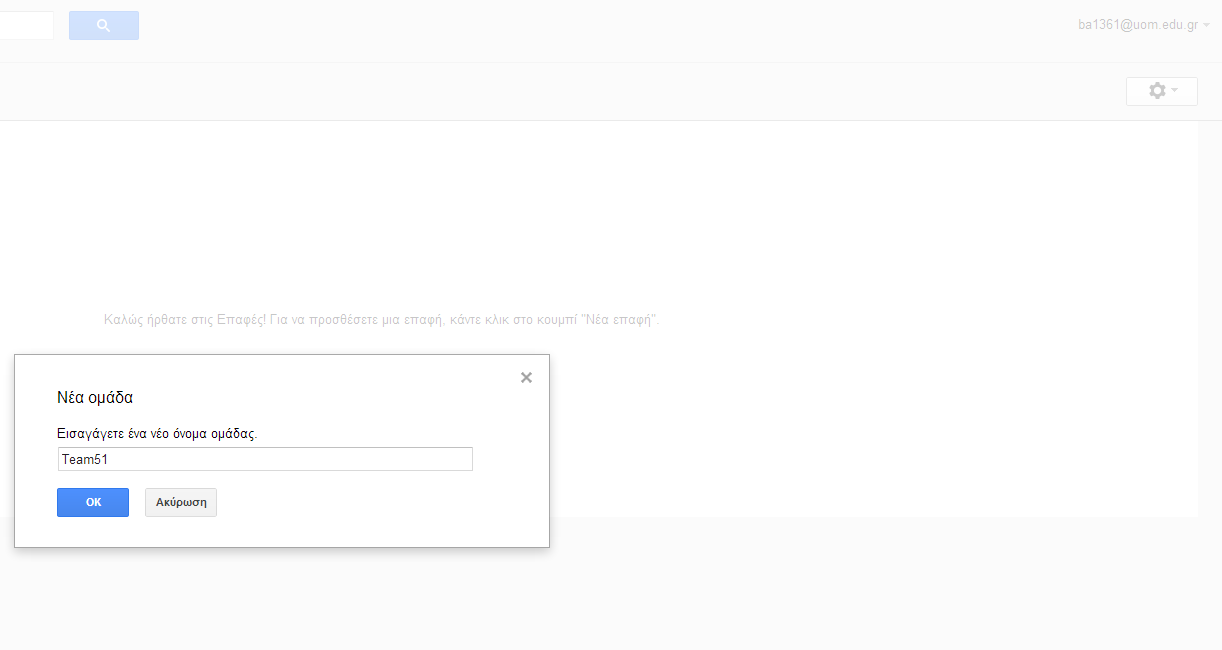 ba1361@uom.edu.gr
Καλώς ήρθατε στις Επαφές! Για να προσθέσετε μια επαφή, κάντε κλικ στο κουμπί "Νέα επαφή".
Νέα ομάδα
Εισαγάγετε ένα νέο όνομα ομάδας.
Team51
OK Ακύρωση